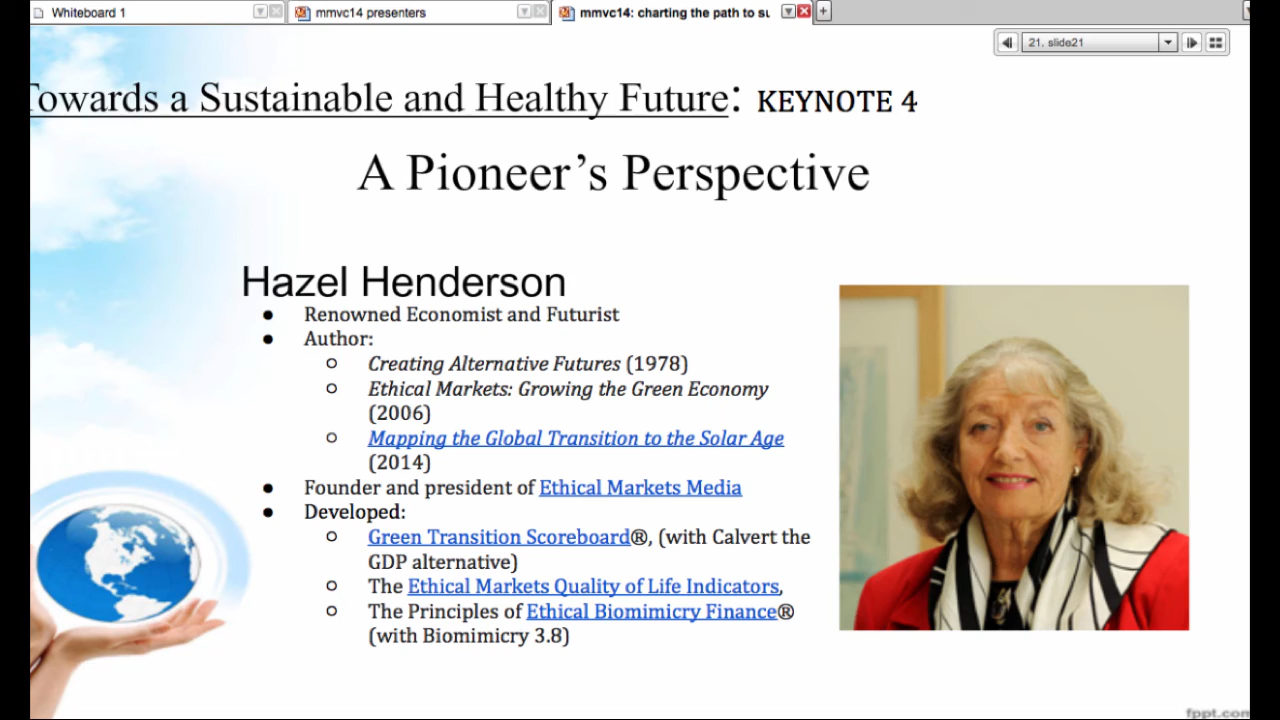 Whiteboard 1
mmvc14 presenters
mmvc14: charting the path to su
21. slide21
Towards a Sustainable and Healthy Future: KEYNOTE 4
A Pioneer’s Perspective
Hazel Henderson
● Renowned Economist and Futurist
● Author:
○ Creating Alternative Futures (1978)
○ Ethical Markets: Growing the Green Economy
(2006)
○ Mapping the Global Transition to the Solar Age
(2014)
● Founder and president of Ethical Markets Media
● Developed:
○ Green Transition Scoreboard®, (with Calvert the
GDP alternative)
○ The Ethical Markets Quality of Life Indicators,
○ The Principles of Ethical Biomimicry Finance®
(with Biomimicry 3.8)
fppt.com